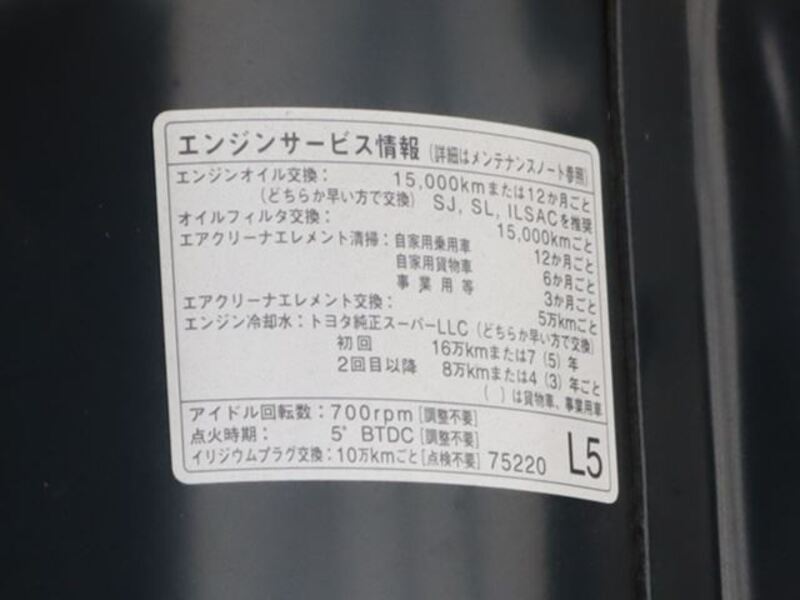 エンジンサービス情報 (詳細はメンテナンスノート参照)
エンジンオイル交換: 15,000kmまたは12か月ごと
(どちらか早い方で交換) SJ, SL, ILSACを推奨
オイルフィルタ交換: 15,000kmごと
エアクリーナエレメント清掃: 自家用乗用車 12か月ごと
自家用貨物車 6か月ごと
事業用等 3か月ごと
エアクリーナエレメント交換: 5万kmごと
エンジン冷却水: トヨタ純正スーパーLLC (どちらか早い方で交換)
初回 16万kmまたは7 (5) 年
2回目以降 8万kmまたは4 (3) 年ごと
( )は貨物車、事業用車
アイドル回転数: 700rpm [調整不要]
点火時期: 5° BTDC [調整不要]
イリジウムプラグ交換: 10万kmごと [点検不要] 75220 L5